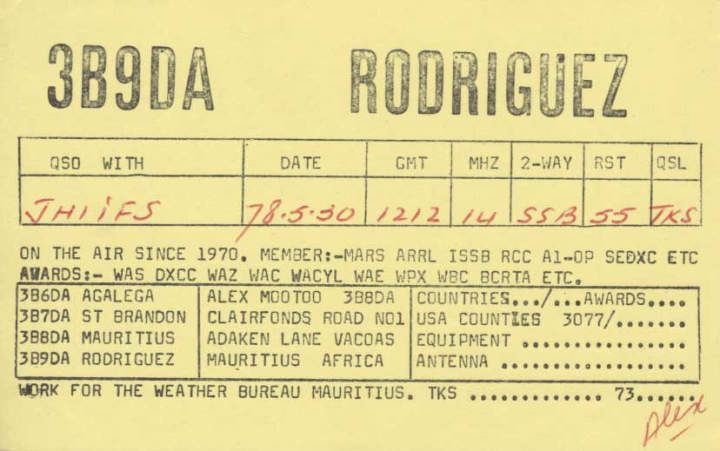 3B9DA RODRIGUEZ
QSO WITH DATE GMT MHZ 2-WAY RST QSL
JH1IFS 78.5.30 1212 14 SSB 55 TKS
ON THE AIR SINCE 1970. MEMBER:-MARS ARRL ISSB RCC A1-OP SEDXC ETC
AWARDS:- WAS DXCC WAZ WAC WACYL WAE WPX WBC BCRTA ETC.
3B6DA AGALEGA ALEX MOOTOO 3B8DA COUNTRIES.../...AWARDS....
3B7DA ST BRANDON CLAIRFONDS ROAD NO1 USA COUNTIES 3077/.......
3B8DA MAURITIUS ADAKEN LANE VACOAS EQUIPMENT .................
3B9DA RODRIGUEZ MAURITIUS AFRICA ANTENNA ...................
WORK FOR THE WEATHER BUREAU MAURITIUS. TKS ............. 73......
Alex